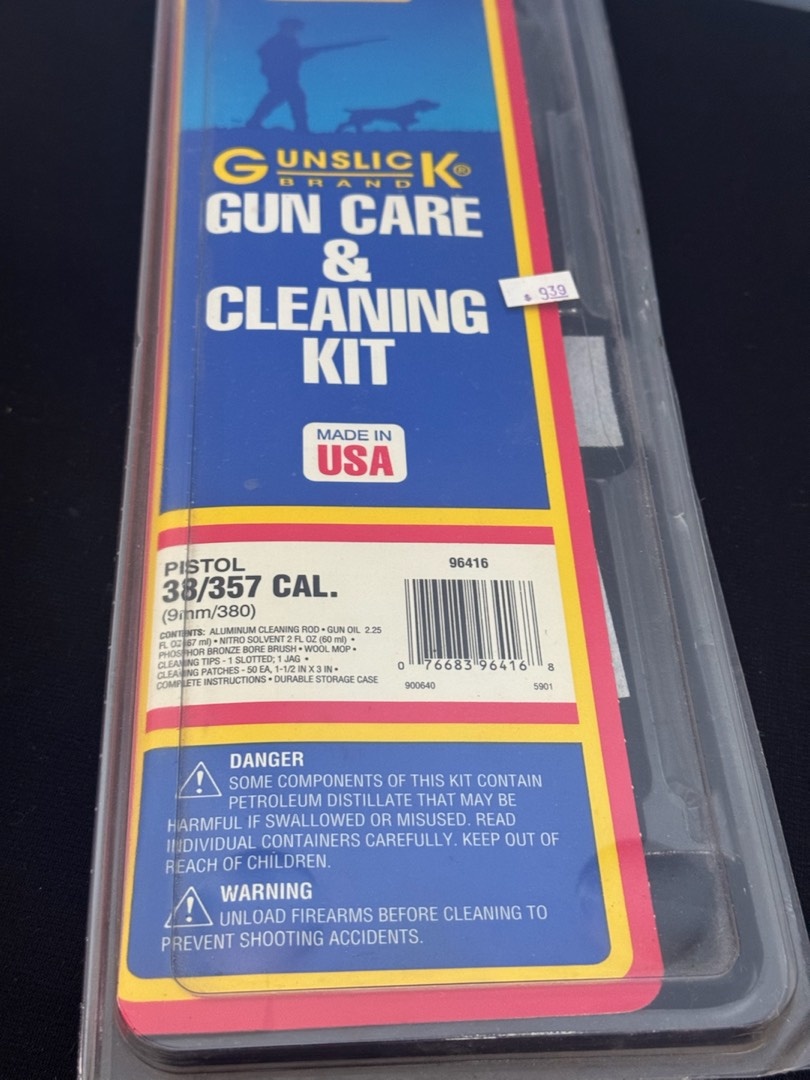 GUNSLICK®
BRAND
GUN CARE
&
CLEANING
KIT
$ 939
MADE IN
USA
PISTOL
38/357 CAL.
(9mm/380)
CONTENTS: ALUMINUM CLEANING ROD • GUN OIL 2.25
FL OZ (67 ml) • NITRO SOLVENT 2 FL OZ (60 ml) •
PHOSPHOR BRONZE BORE BRUSH • WOOL MOP •
CLEANING TIPS - 1 SLOTTED; 1 JAG •
CLEANING PATCHES - 50 EA, 1-1/2 IN X 3 IN •
COMPLETE INSTRUCTIONS • DURABLE STORAGE CASE
96416
0 76683 96416 8
900640 5901
DANGER
SOME COMPONENTS OF THIS KIT CONTAIN
PETROLEUM DISTILLATE THAT MAY BE
HARMFUL IF SWALLOWED OR MISUSED. READ
INDIVIDUAL CONTAINERS CAREFULLY. KEEP OUT OF
REACH OF CHILDREN.
WARNING
UNLOAD FIREARMS BEFORE CLEANING TO
PREVENT SHOOTING ACCIDENTS.